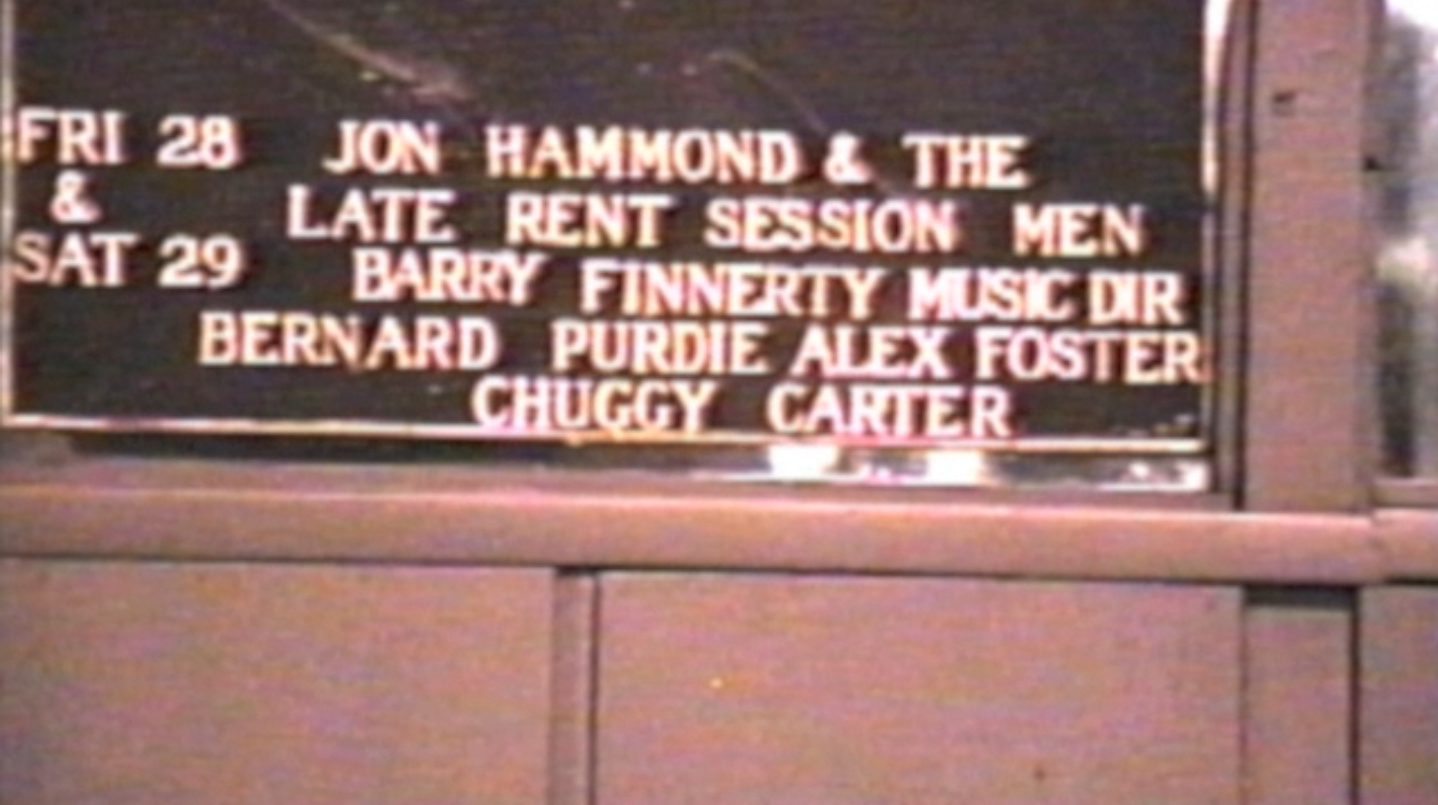 FRI 28 JON HAMMOND & THE
& LATE RENT SESSION MEN
SAT 29 BARRY FINNERTY MUSIC DIR
BERNARD PURDIE ALEX FOSTER
CHUGGY CARTER